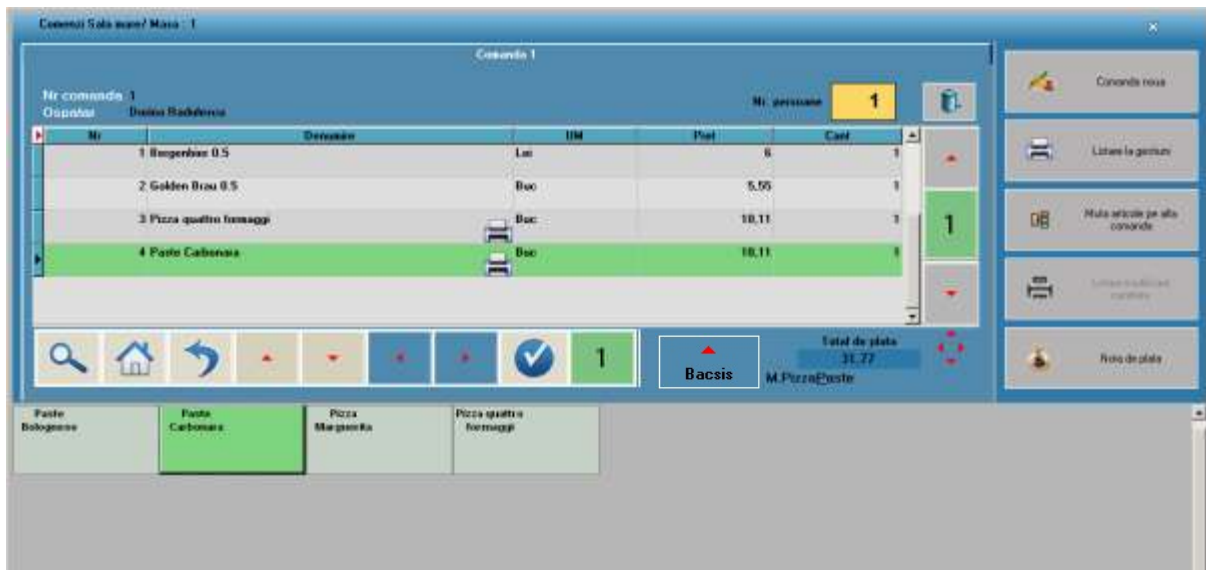 Comenzi Sala mare/ Masa : 1
Comanda 1
Nr comanda 1
Ospatar
Nr. persoane 1
Nr Denumire UM Pret Cant
1 Bergenbier 0.5 Lei 6 1
2 Golden Brau 0.5 Buc 5,55 1
3 Pizza quattro formaggi Buc 10,11 1
4 Paste Carbonara Buc 10,11 1
1
1
Bacsis
Total de plata
31,77
M.PizzaPaste
Comanda noua
Listare la gestiuni
Muta articole pe alta
comanda
Nota de plata
Paste
Bolognese
Paste
Carbonara
Pizza
Margherita
Pizza quattro
formaggi